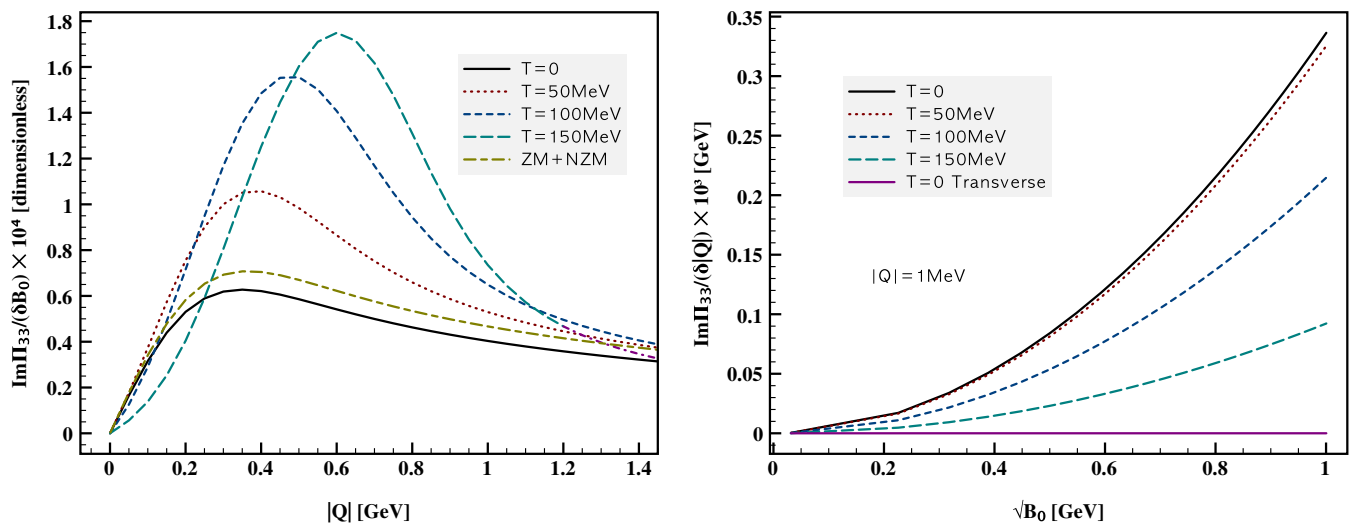 ImΠ₃₃/(δB₀) × 10⁴ [dimensionless]
1.8
1.6
1.4
1.2
1
0.8
0.6
0.4
0.2
0
T=0
T=50MeV
T=100MeV
T=150MeV
ZM+NZM
0 0.2 0.4 0.6 0.8 1 1.2 1.4
|Q| [GeV]
ImΠ₃₃/(δ|Q|) × 10³ [GeV]
0.35
0.3
0.25
0.2
0.15
0.1
0.05
0
T=0
T=50MeV
T=100MeV
T=150MeV
T=0 Transverse
|Q|=1MeV
0 0.2 0.4 0.6 0.8 1
√B₀ [GeV]